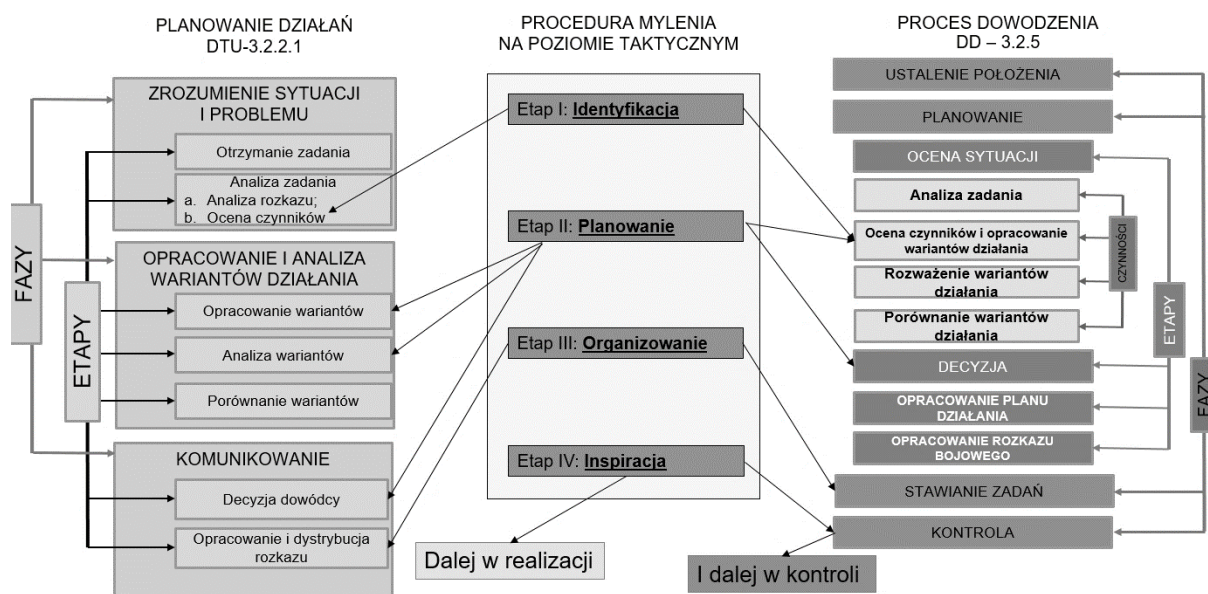 PLANOWANIE DZIAŁAŃ
DTU-3.2.2.1
FAZY
ETAPY
ZROZUMIENIE SYTUACJI
I PROBLEMU
Otrzymanie zadania
Analiza zadania
a. Analiza rozkazu;
b. Ocena czynników
OPRACOWANIE I ANALIZA
WARIANTÓW DZIAŁANIA
Opracowanie wariantów
Analiza wariantów
Porównanie wariantów
KOMUNIKOWANIE
Decyzja dowódcy
Opracowanie i dystrybucja
rozkazu
PROCEDURA MYLENIA
NA POZIOMIE TAKTYCZNYM
Etap I: Identyfikacja
Etap II: Planowanie
Etap III: Organizowanie
Etap IV: Inspiracja
Dalej w realizacji
I dalej w kontroli
PROCES DOWODZENIA
DD – 3.2.5
USTALENIE POŁOŻENIA
PLANOWANIE
OCENA SYTUACJI
Analiza zadania
Ocena czynników i opracowanie
wariantów działania
Rozważenie wariantów
działania
Porównanie wariantów
działania
DECYZJA
OPRACOWANIE PLANU
DZIAŁANIA
OPRACOWANIE ROZKAZU
BOJOWEGO
STAWIANIE ZADAŃ
KONTROLA
CZYNNOŚCI
ETAPY
FAZY